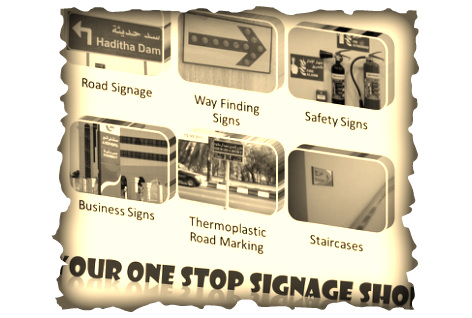 سد حديثة
Haditha Dam
Road Signage
Way Finding
Signs
Safety Signs
Business Signs
Thermoplastic
Road Marking
Staircases
YOUR ONE STOP SIGNAGE SHO